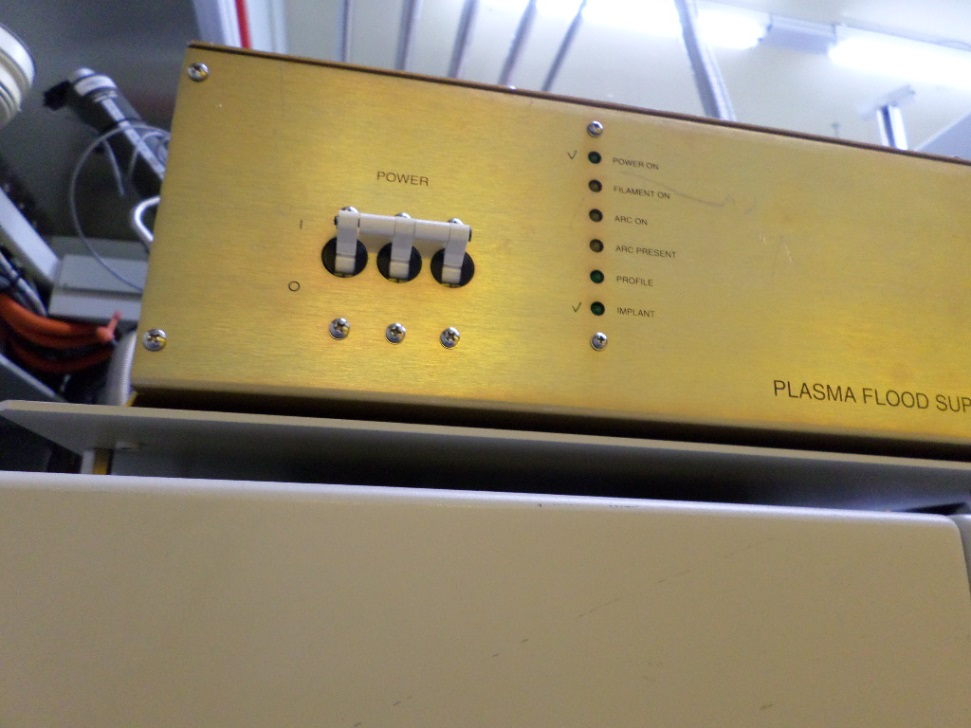 POWER
I
O
POWER ON
FILAMENT ON
ARC ON
ARC PRESENT
PROFILE
IMPLANT
PLASMA FLOOD SUP